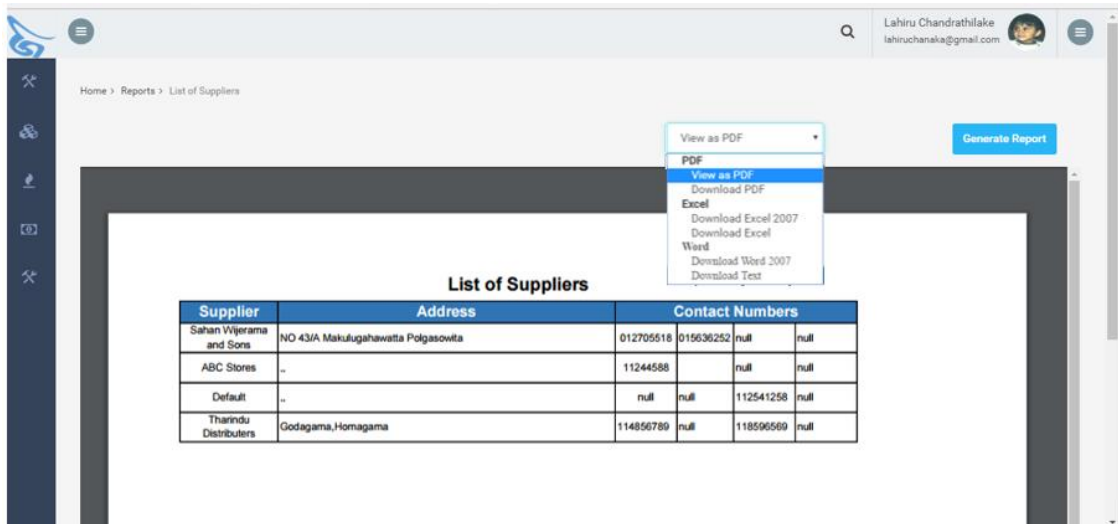 Lahiru Chandrathilake
lahiruchanaka@gmail.com
Home > Reports > List of Suppliers
View as PDF
Generate Report
PDF
View as PDF
Download PDF
Excel
Download Excel 2007
Download Excel
Word
Download Word 2007
Download Text
List of Suppliers
Supplier Address Contact Numbers
Sahan Wijerama
and Sons
NO 43/A Makulugahawatta Polgasowita 012705518 015636252 null null
ABC Stores ,, 11244588 null null
Default ,, null null 112541258 null
Tharindu
Distributers
Godagama,Homagama 114856789 null 118596569 null